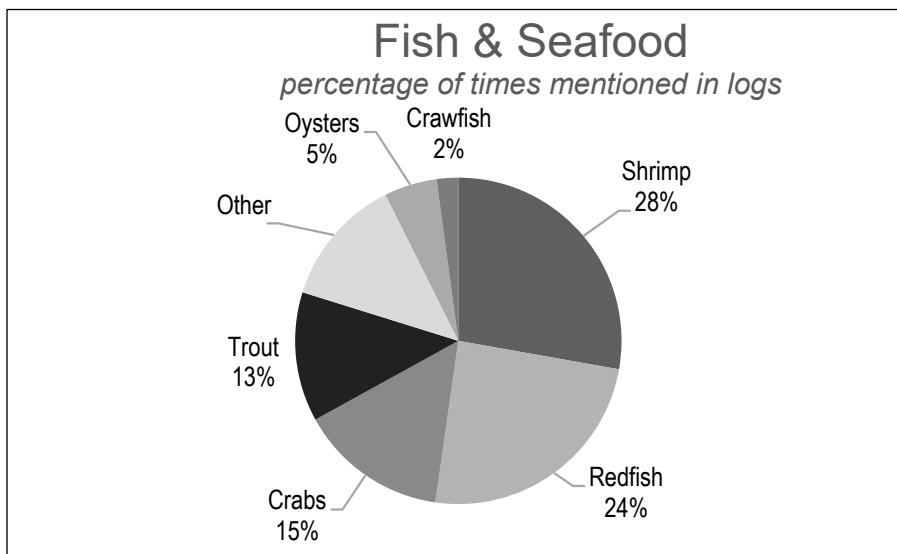 Fish & Seafood
percentage of times mentioned in logs
Crawfish
2%
Oysters
5%
Shrimp
28%
Other
Trout
13%
Redfish
24%
Crabs
15%